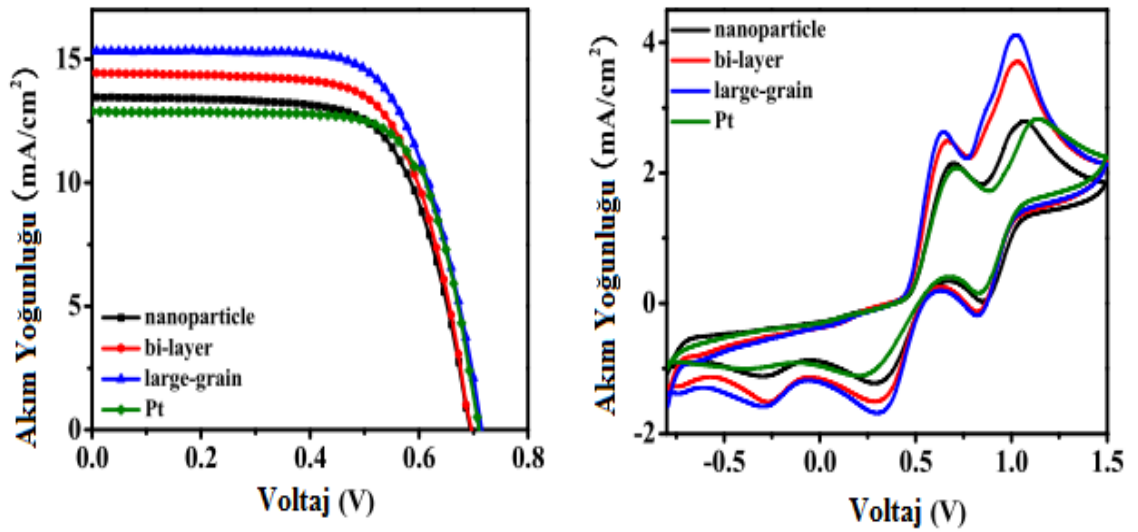 Akım Yoğunluğu (mA/cm²)
15
10
5
0
nanoparticle
bi-layer
large-grain
Pt
0.0 0.2 0.4 0.6 0.8
Voltaj (V)
Akım Yoğunluğu (mA/cm²)
4
2
0
-2
nanoparticle
bi-layer
large-grain
Pt
-0.5 0.0 0.5 1.0 1.5
Voltaj (V)